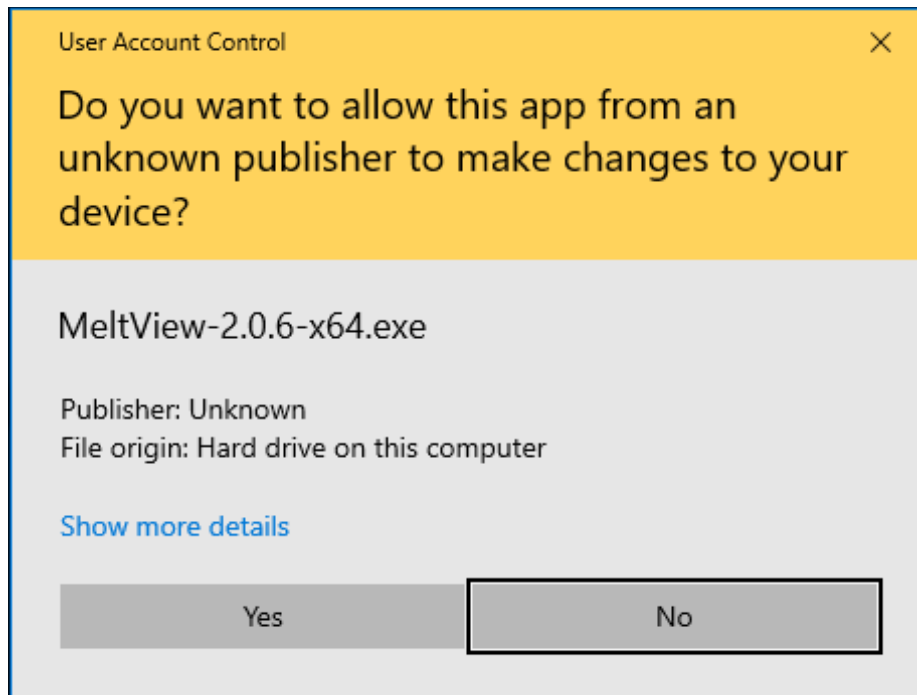 User Account Control
Do you want to allow this app from an
unknown publisher to make changes to your
device?
MeltView-2.0.6-x64.exe
Publisher: Unknown
File origin: Hard drive on this computer
Show more details
Yes
No